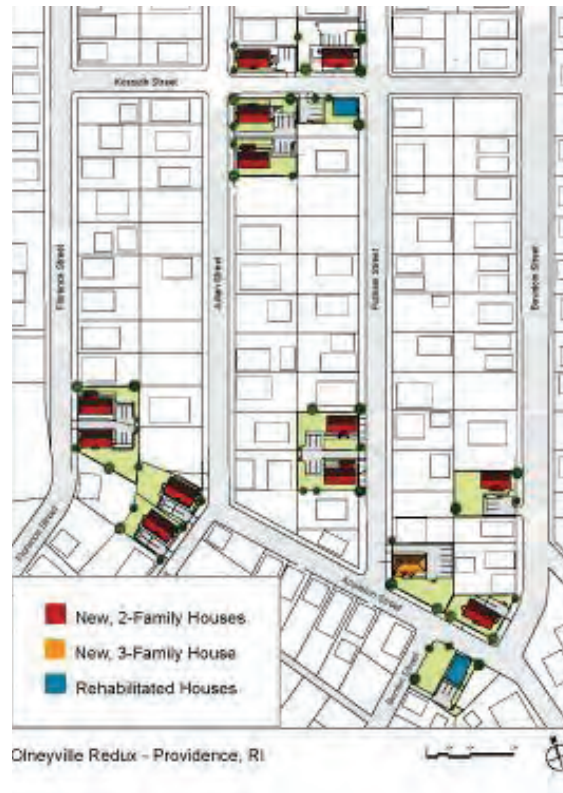 Kossuth Street
Florence Street
Julian Street
Putnam Street
Florence Street
Amherst Street
New, 2-Family Houses
New, 3-Family House
Rehabilitated Houses
Olneyville Redux – Providence, RI